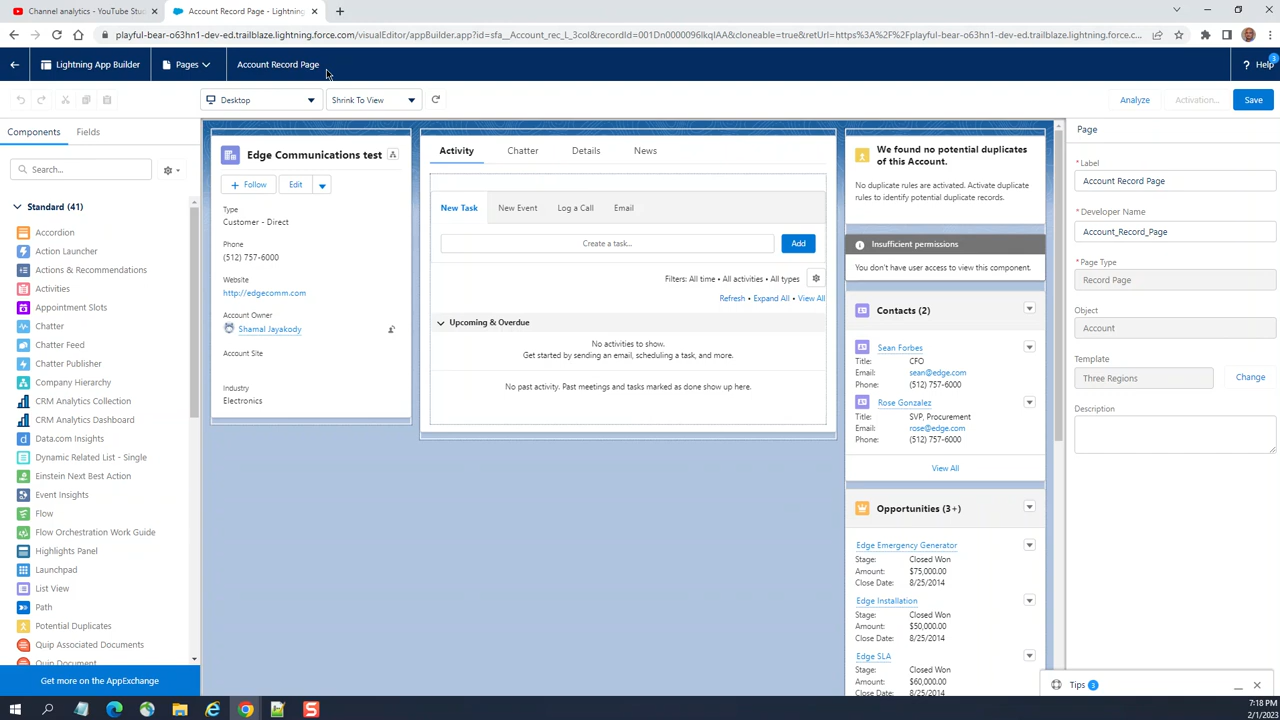 Channel analytics - YouTube Stu
Account Record Page - Lightning
playful-bear-o63hn1-dev-ed.trailblaze.lightning.force.com/visualEditor/appBuilder.app?id=sfa__Account_rec_L_3col&recordId=001Dn0000096lkqIAA&cloneable=true&retUrl=https%3A%2F%2Fplayful-bear-o63hn1-dev-ed.trailblaze.lightning.force.com%2F...
Lightning App Builder
Pages
Account Record Page
3
Help
Desktop
Shrink To View
Analyze
Activation...
Save
Components
Fields
Search...
Standard (41)
Accordion
Action Launcher
Actions & Recommendations
Activities
Appointment Slots
Chatter
Chatter Feed
Chatter Publisher
Company Hierarchy
CRM Analytics Collection
CRM Analytics Dashboard
Data.com Insights
Dynamic Related List - Single
Einstein Next Best Action
Event Insights
Flow
Flow Orchestration Work Guide
Highlights Panel
Launchpad
List View
Path
Potential Duplicates
Quip Associated Documents
Quip Document
Get more on the AppExchange
Edge Communications test
Follow
Edit
Type
Customer - Direct
Phone
(512) 757-6000
Website
http://edgecomm.com
Account Owner
Shamal Jayakody
Account Site
Industry
Electronics
Activity
Chatter
Details
News
New Task
New Event
Log a Call
Email
Create a task...
Add
Filters: All time • All activities • All types
Refresh • Expand All • View All
Upcoming & Overdue
No activities to show.
Get started by sending an email, scheduling a task, and more.
No past activity. Past meetings and tasks marked as done show up here.
We found no potential duplicates
of this Account.
No duplicate rules are activated. Activate duplicate
rules to identify potential duplicate records.
Insufficient permissions
You don't have user access to view this component.
Contacts (2)
Sean Forbes
Title: CFO
Email: sean@edge.com
Phone: (512) 757-6000
Rose Gonzalez
Title: SVP, Procurement
Email: rose@edge.com
Phone: (512) 757-6000
View All
Opportunities (3+)
Edge Emergency Generator
Stage: Closed Won
Amount: $75,000.00
Close Date: 8/25/2014
Edge Installation
Stage: Closed Won
Amount: $50,000.00
Close Date: 8/25/2014
Edge SLA
Stage: Closed Won
Amount: $60,000.00
Close Date: 8/25/2014
Page
*Label
Account Record Page
*Developer Name
Account_Record_Page
*Page Type
Record Page
Object
Account
Template
Three Regions
Change
Description
Tips 3
7:18 PM
2/1/2023